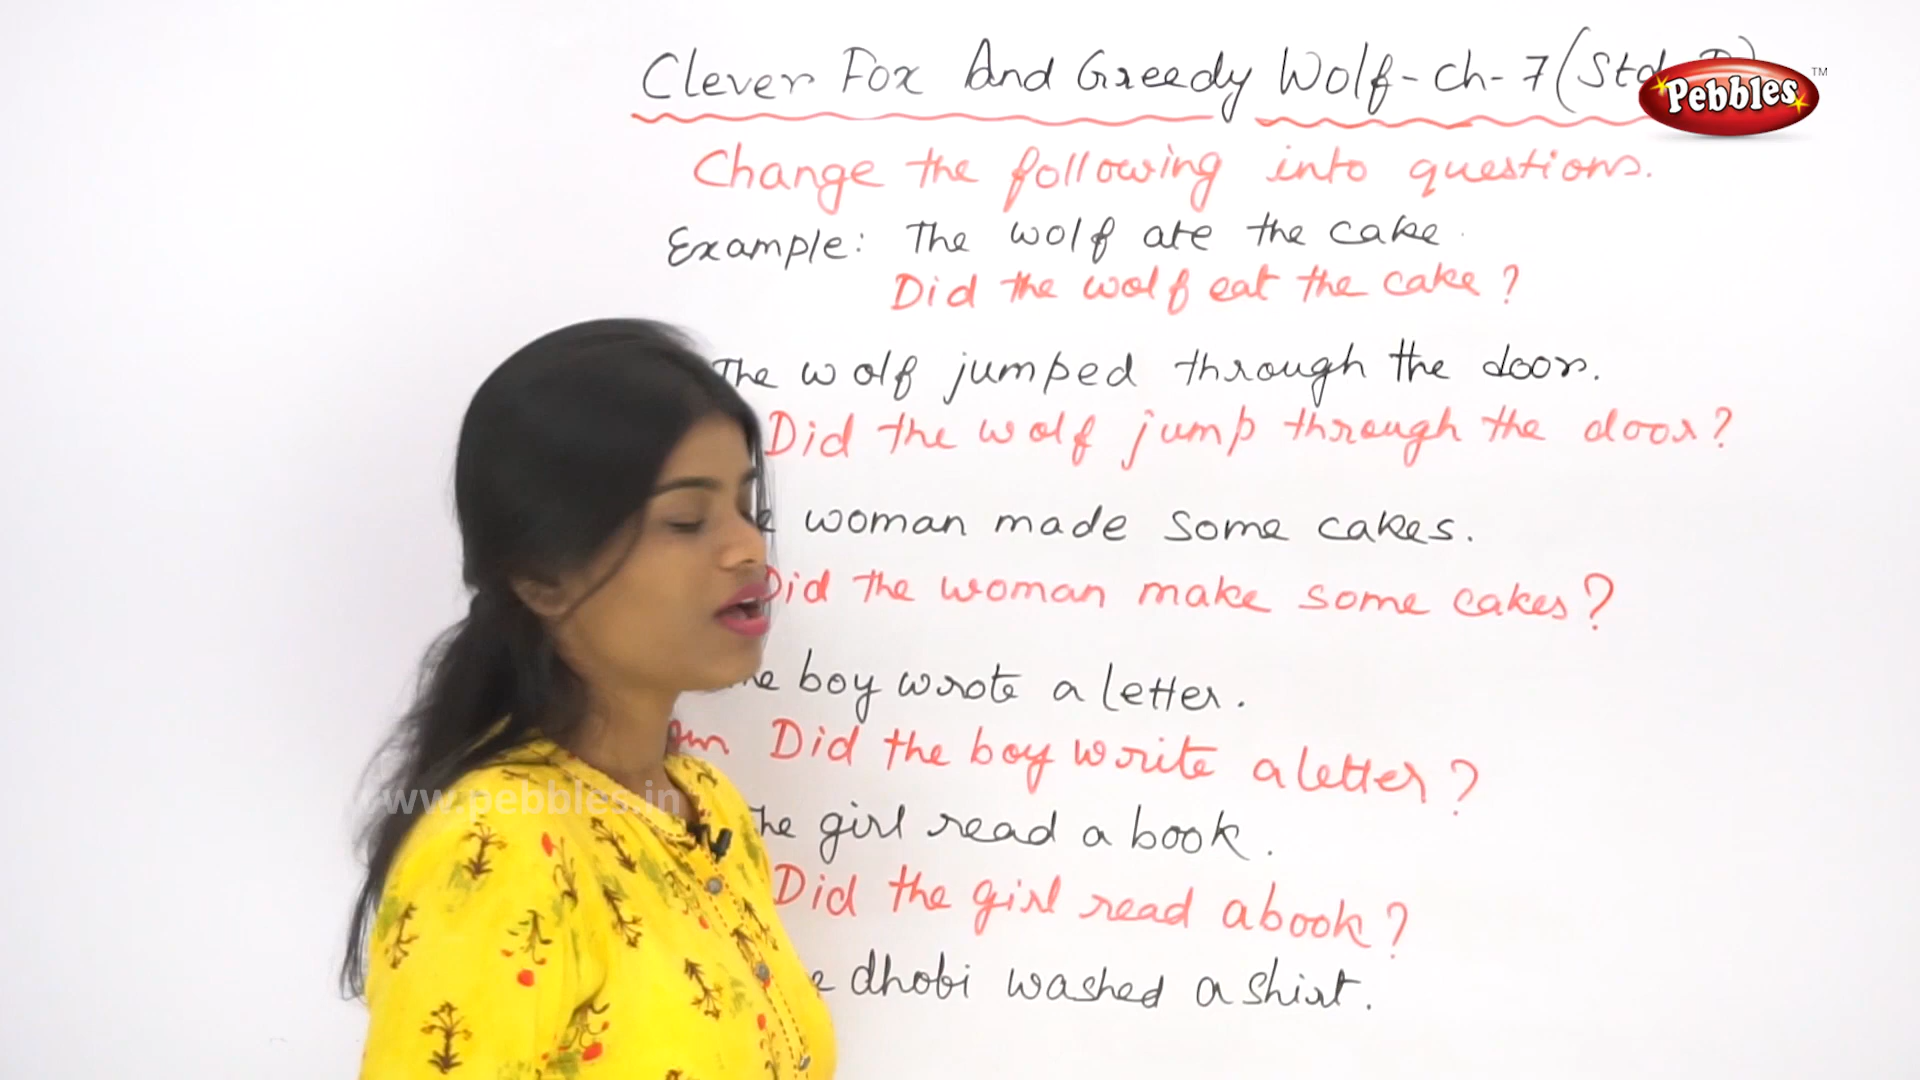 Clever Fox And Greedy Wolf - Ch - 7 (Std
Pebbles TM
Change the following into questions.
Example: The wolf ate the cake.
Did the wolf eat the cake?
The wolf jumped through the door.
Did the wolf jump through the door?
woman made some cakes.
Did the woman make some cakes?
boy wrote a letter.
Did the boy write a letter?
www.pebbles.in
The girl read a book.
Did the girl read a book?
dhobi washed a shirt.